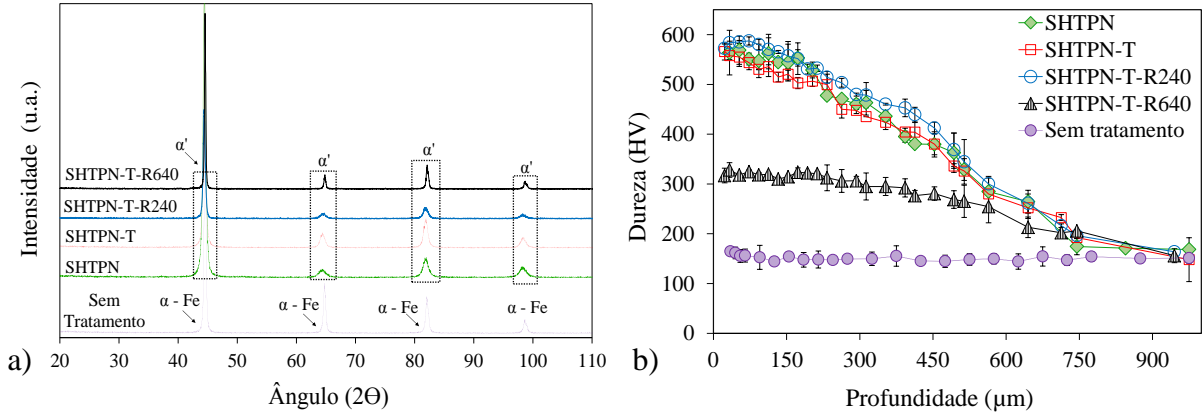 a)
Intensidade (u.a.)
α'
α'
α'
α'
SHTPN-T-R640
SHTPN-T-R240
SHTPN-T
SHTPN
Sem
Tratamento
α - Fe
α - Fe
α - Fe
α - Fe
20 30 40 50 60 70 80 90 100 110
Ângulo (2Θ)
b)
Dureza (HV)
600
500
400
300
200
100
0
SHTPN
SHTPN-T
SHTPN-T-R240
SHTPN-T-R640
Sem tratamento
0 150 300 450 600 750 900
Profundidade (µm)